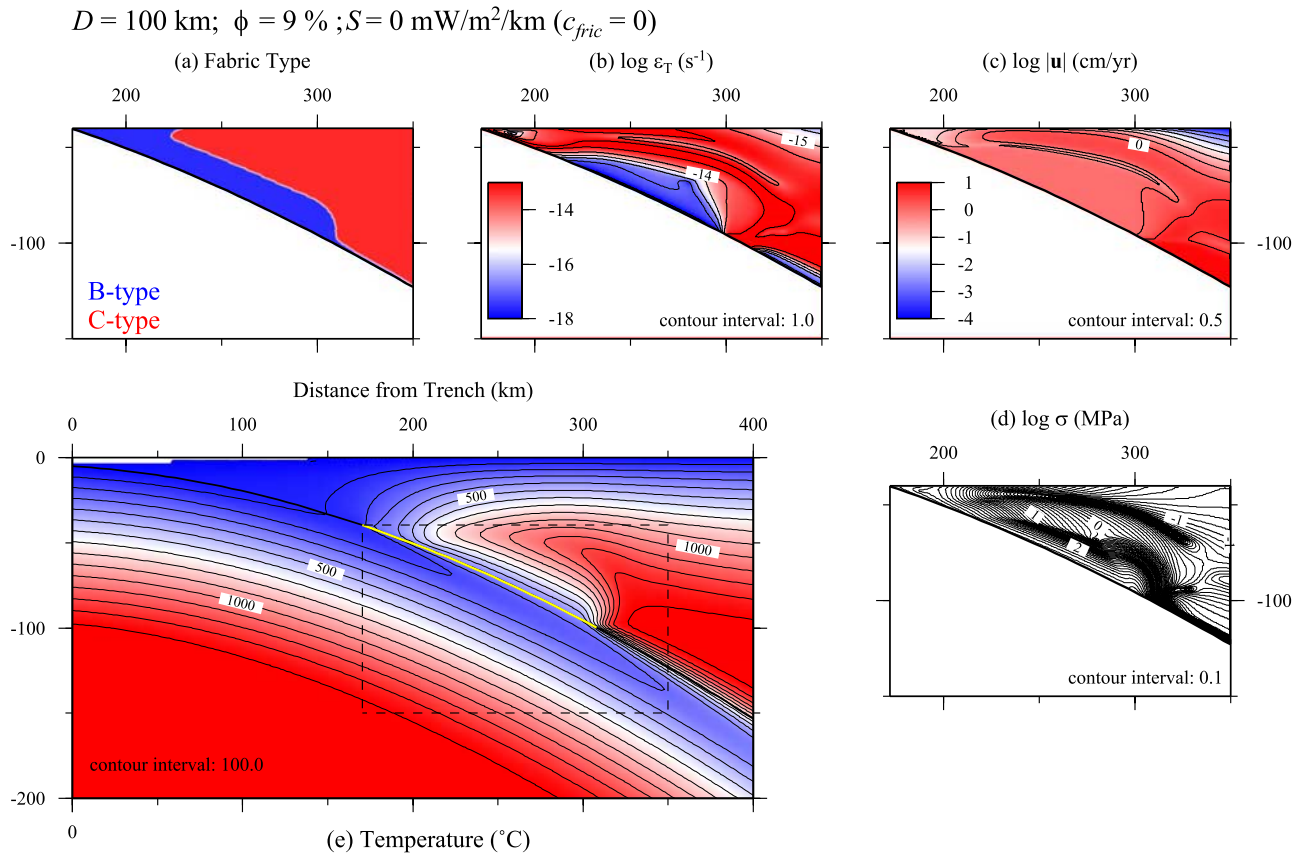 D = 100 km; ϕ = 9 % ; S = 0 mW/m²/km (c_fric = 0)
(a) Fabric Type
(b) log ε_T (s⁻¹)
(c) log |u| (cm/yr)
200 300
200 300
200 300
-100
B-type
C-type
-15
-14
-14
-16
-18
contour interval: 1.0
0
1
0
-1
-2
-3
-4
contour interval: 0.5
-100
Distance from Trench (km)
0 100 200 300 400
0
-100
-200
500
500
1000
1000
contour interval: 100.0
0
(e) Temperature (˚C)
(d) log σ (MPa)
200 300
1
0
-1
2
-100
contour interval: 0.1